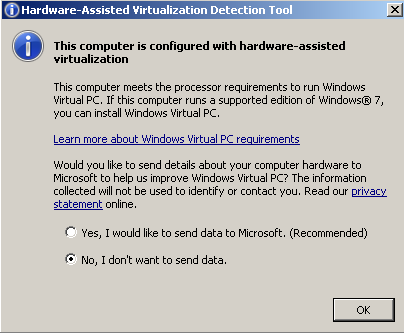 Hardware-Assisted Virtualization Detection Tool
This computer is configured with hardware-assisted
virtualization
This computer meets the processor requirements to run Windows
Virtual PC. If this computer runs a supported edition of Windows® 7,
you can install Windows Virtual PC.
Learn more about Windows Virtual PC requirements
Would you like to send details about your computer hardware to
Microsoft to help us improve Windows Virtual PC? The information
collected will not be used to identify or contact you. Read our privacy
statement online.
Yes, I would like to send data to Microsoft. (Recommended)
No, I don't want to send data.
OK